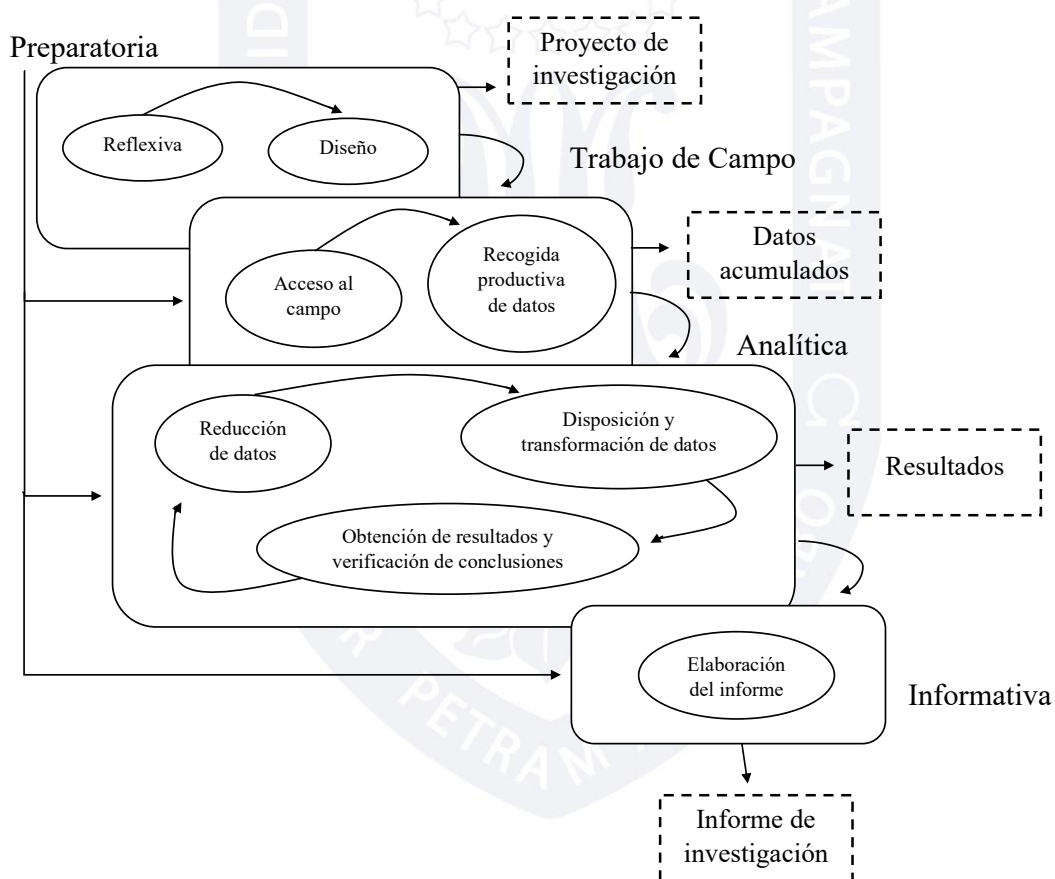 Preparatoria
Proyecto de
investigación
Reflexiva
Diseño
Trabajo de Campo
Acceso al
campo
Recogida
productiva
de datos
Datos
acumulados
Analítica
Reducción
de datos
Disposición y
transformación de datos
Obtención de resultados y
verificación de conclusiones
Resultados
Elaboración
del informe
Informativa
Informe de
investigación
PETRAM